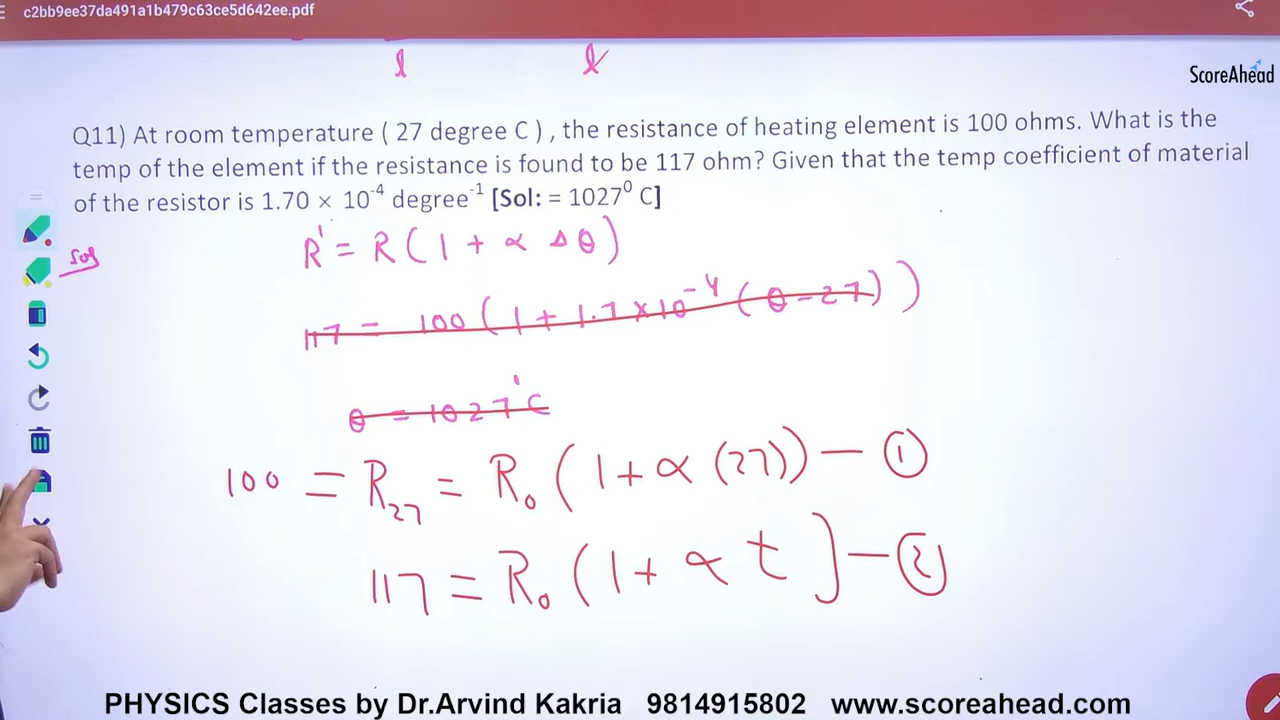 c2bb9ee37da491a1b479c63ce5d642ee.pdf
l l
ScoreAhead
Q11) At room temperature ( 27 degree C ) , the resistance of heating element is 100 ohms. What is the
temp of the element if the resistance is found to be 117 ohm? Given that the temp coefficient of material
of the resistor is 1.70 × 10⁻⁴ degree⁻¹ [Sol: = 1027⁰ C]
Sol
R' = R ( 1 + α Δθ )
117 = 100 ( 1 + 1.7 × 10⁻⁴ ( θ - 27 ) )
θ = 1027°C
100 = R₂₇ = R₀ ( 1 + α (27) ) — ①
117 = R₀ ( 1 + α t ] — ②
PHYSICS Classes by Dr.Arvind Kakria 9814915802 www.scoreahead.com